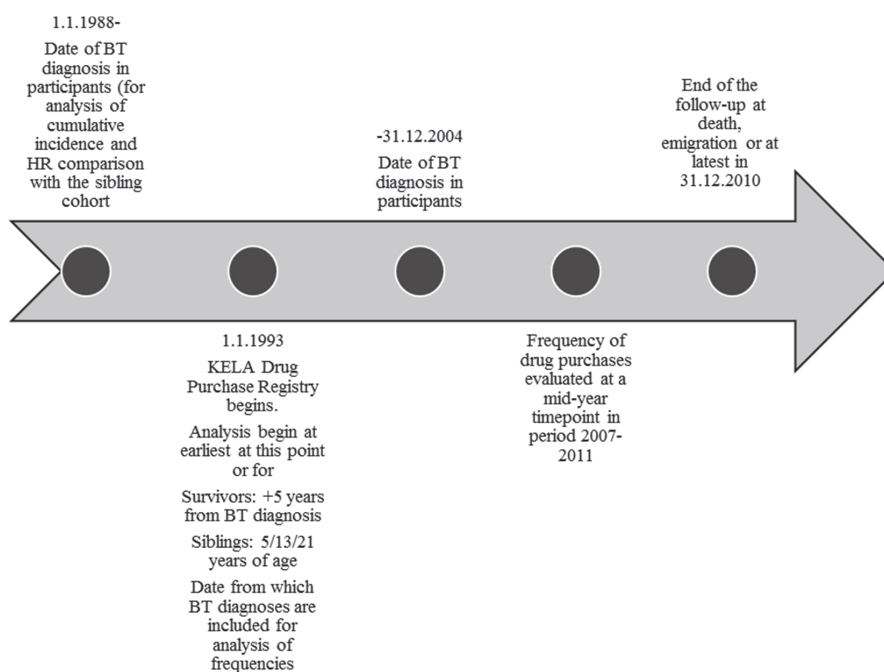 1.1.1988-
Date of BT
diagnosis in
participants (for
analysis of
cumulative
incidence and
HR comparison
with the sibling
cohort
1.1.1993
KELA Drug
Purchase Registry
begins.
Analysis begin at
earliest at this point
or for
Survivors: +5 years
from BT diagnosis
Siblings: 5/13/21
years of age
Date from which
BT diagnoses are
included for
analysis of
frequencies
-31.12.2004
Date of BT
diagnosis in
participants
Frequency of
drug purchases
evaluated at a
mid-year
timepoint in
period 2007-
2011
End of the
follow-up at
death,
emigration or at
latest in
31.12.2010